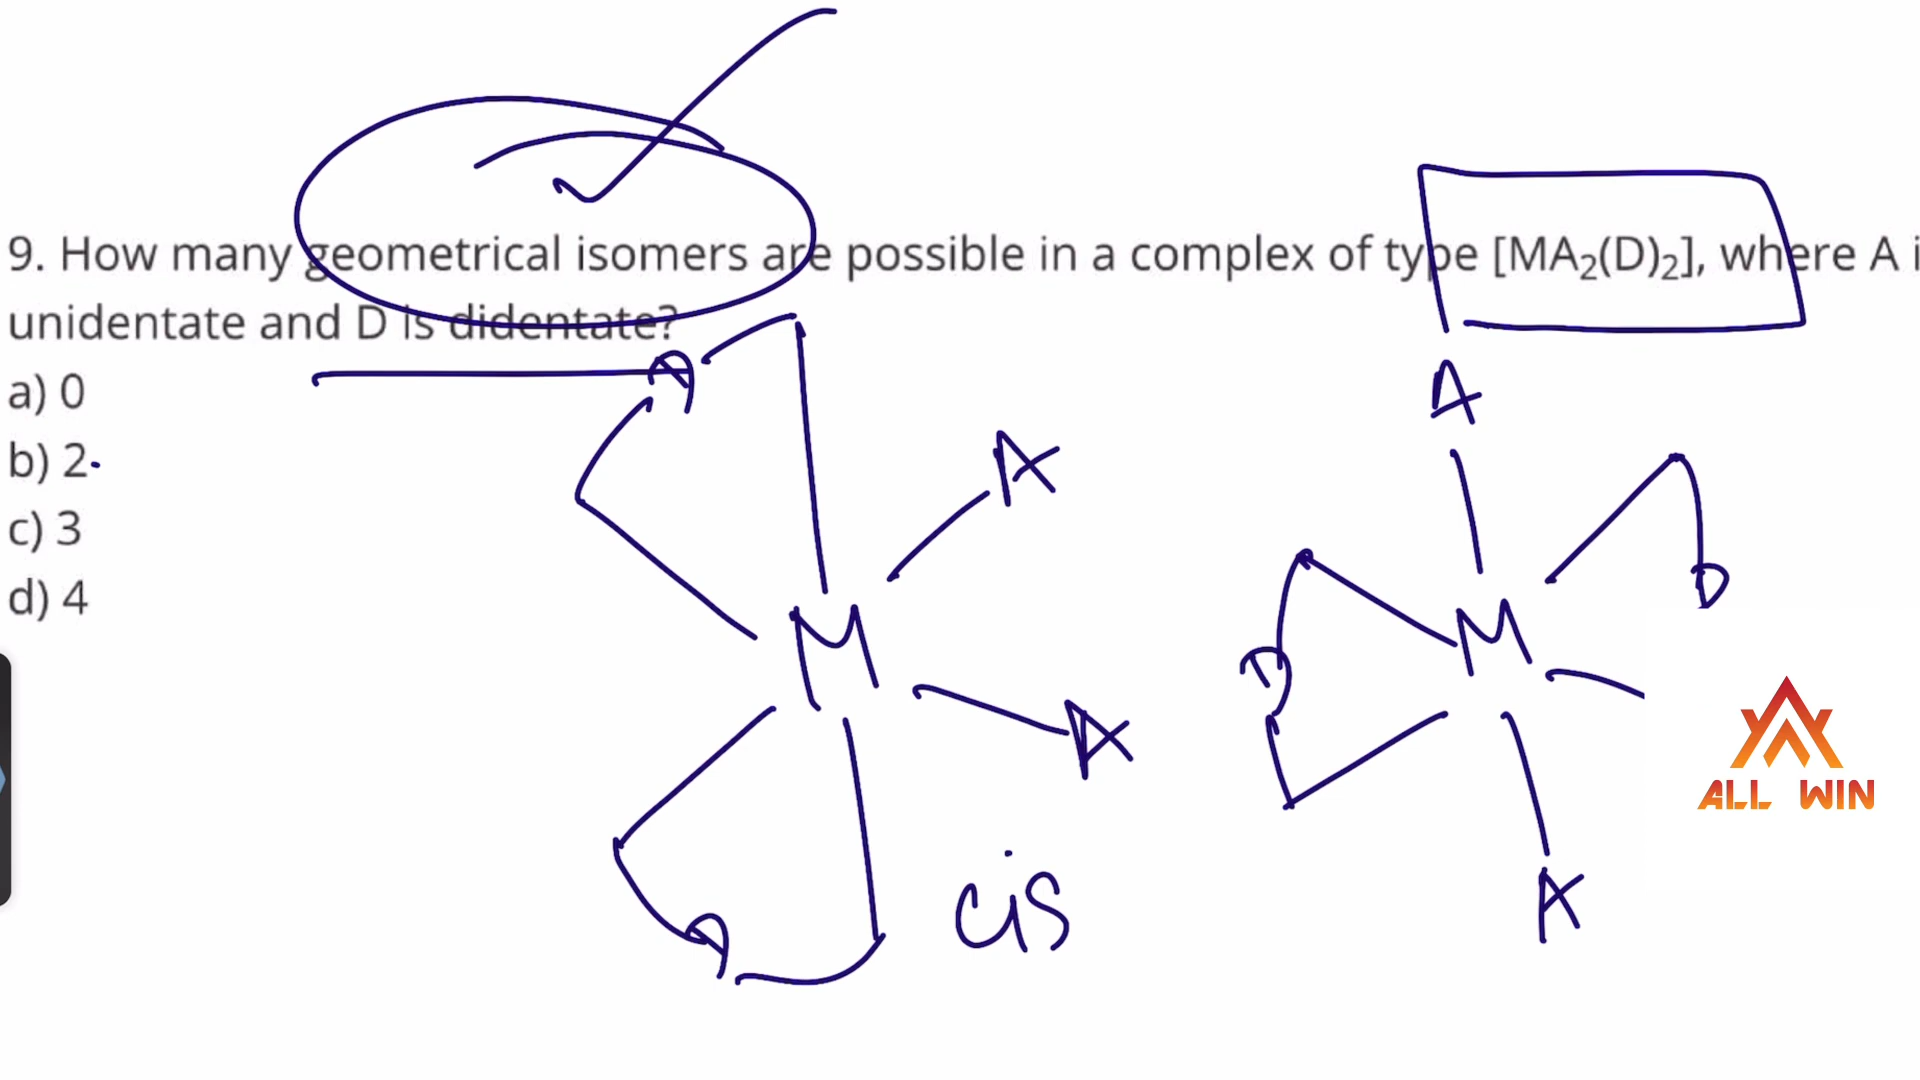 9. How many geometrical isomers are possible in a complex of type [MA₂(D)₂], where A i
unidentate and D is didentate?
a) 0
b) 2
c) 3
d) 4
D
A
A
M
A
D
cis
A
D
M
D
A
ALL WIN